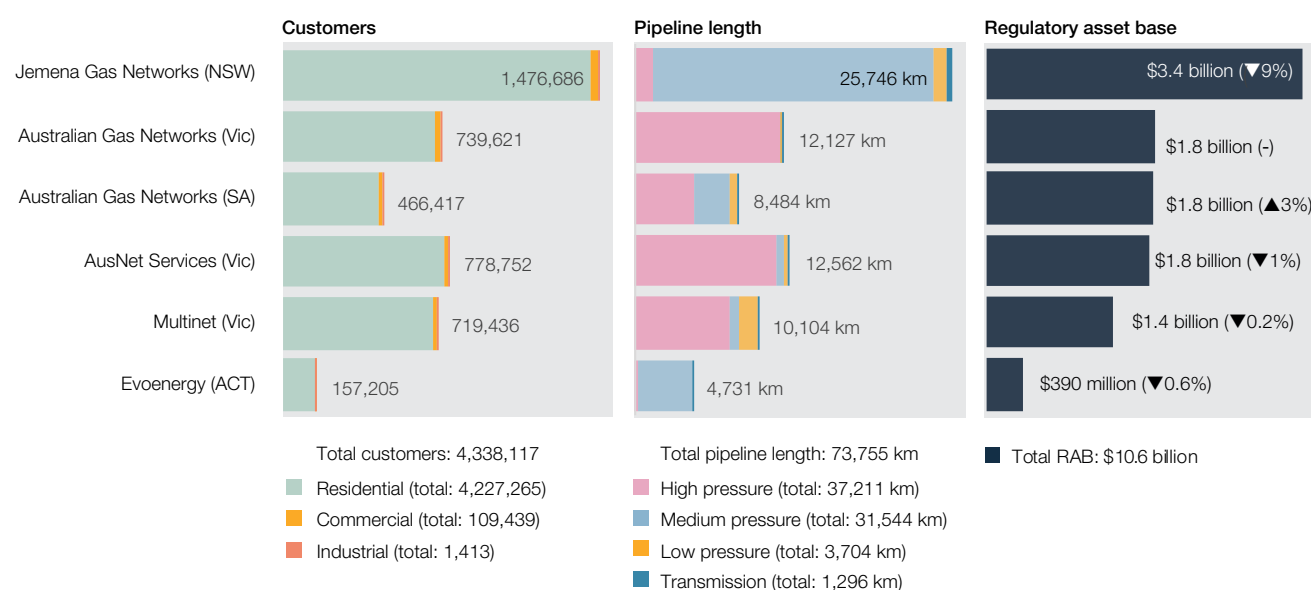 Customers
Pipeline length
Regulatory asset base
Jemena Gas Networks (NSW)
1,476,686
25,746 km
$3.4 billion (▼9%)
Australian Gas Networks (Vic)
739,621
12,127 km
$1.8 billion (-)
Australian Gas Networks (SA)
466,417
8,484 km
$1.8 billion (▲3%)
AusNet Services (Vic)
778,752
12,562 km
$1.8 billion (▼1%)
Multinet (Vic)
719,436
10,104 km
$1.4 billion (▼0.2%)
Evoenergy (ACT)
157,205
4,731 km
$390 million (▼0.6%)
Total customers: 4,338,117
Residential (total: 4,227,265)
Commercial (total: 109,439)
Industrial (total: 1,413)
Total pipeline length: 73,755 km
High pressure (total: 37,211 km)
Medium pressure (total: 31,544 km)
Low pressure (total: 3,704 km)
Transmission (total: 1,296 km)
Total RAB: $10.6 billion